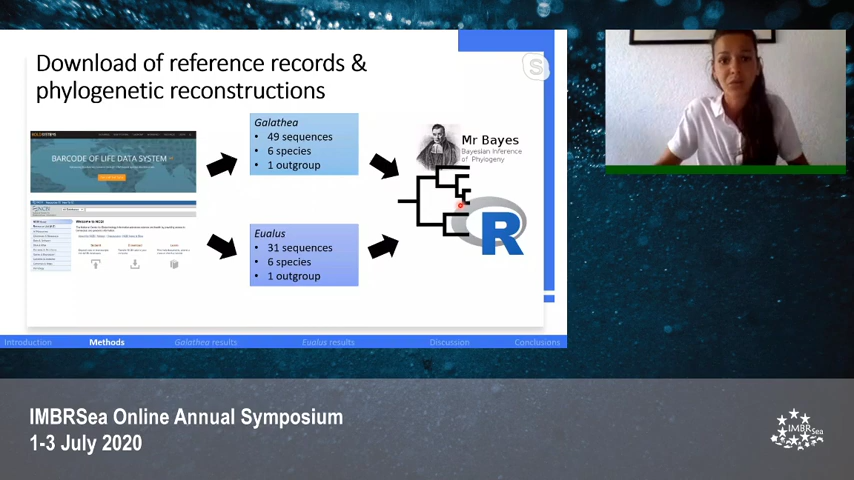 Download of reference records &
phylogenetic reconstructions
BARCODE OF LIFE DATA SYSTEM
Galathea
• 49 sequences
• 6 species
• 1 outgroup
Mr Bayes
Bayesian Inference
of Phylogeny
R
Eualus
• 31 sequences
• 6 species
• 1 outgroup
Introduction
Methods
Galathea results
Eualus results
Discussion
Conclusions
IMBRSea Online Annual Symposium
1-3 July 2020
IMBRSea